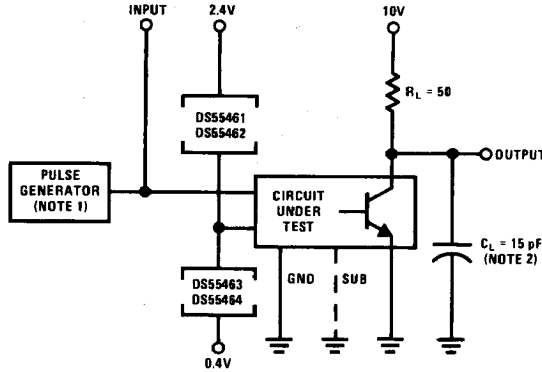 INPUT
2.4V
10V
R_L = 50
DS55461
DS55462
OUTPUT
PULSE
GENERATOR
(NOTE 1)
CIRCUIT
UNDER
TEST
C_L = 15 pF
(NOTE 2)
GND
SUB
DS55463
DS55464
0.4V